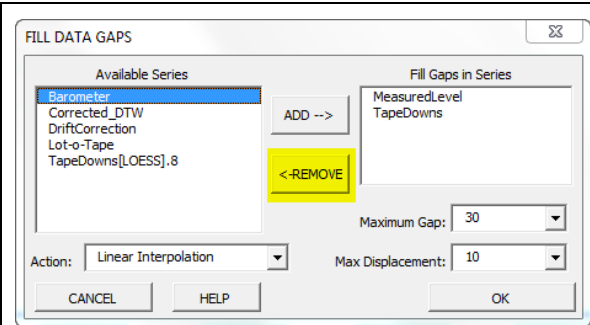 FILL DATA GAPS
Available Series
Barometer
Corrected_DTW
DriftCorrection
Lot-o-Tape
TapeDowns[LOESS].8
ADD -->
<-REMOVE
Fill Gaps in Series
MeasuredLevel
TapeDowns
Maximum Gap: 30
Action: Linear Interpolation
Max Displacement: 10
CANCEL
HELP
OK